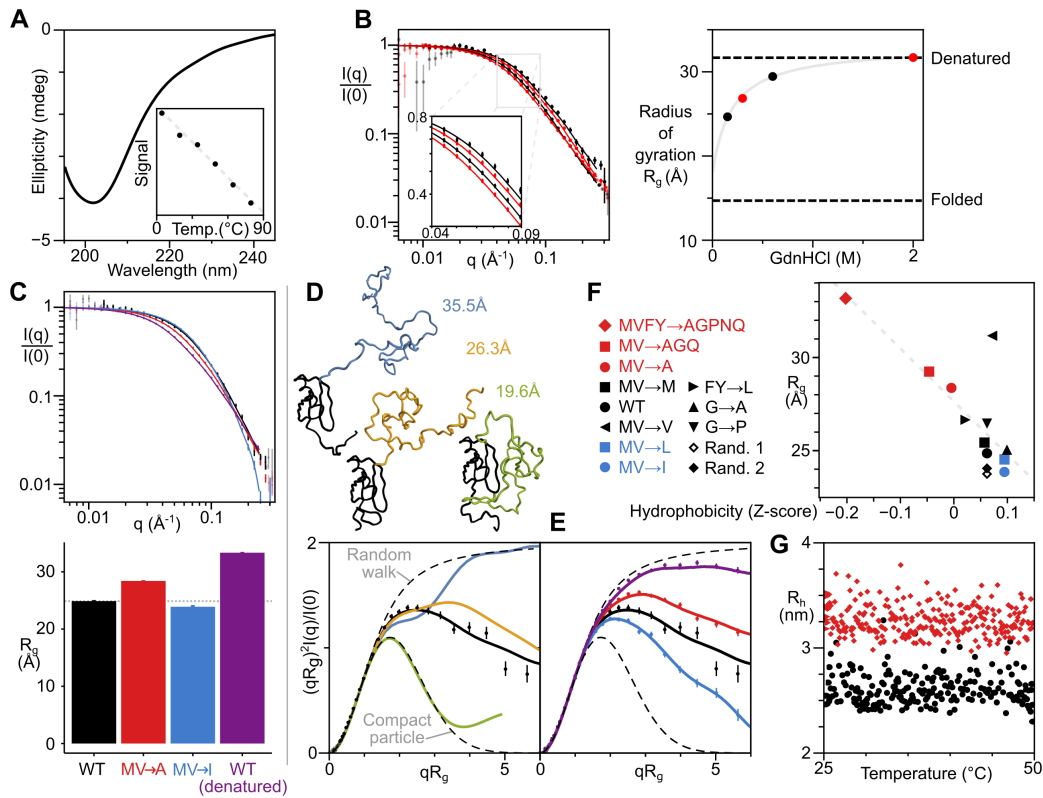 A
0
Ellipticity (mdeg)
−5
200
220
240
Wavelength (nm)
Signal
0
Temp.(°C)
90
B
1
I(q)
I(0)
0.1
0.01
0.8
0.4
0.04
0.09
0.01
0.1
q (Å⁻¹)
30
10
Radius
of
gyration
Rg (Å)
Denatured
Folded
0
1
2
GdnHCl (M)
C
1
I(q)
I(0)
0.1
0.01
0.01
0.1
q (Å⁻¹)
30
20
10
0
Rg
(Å)
WT
MV→A
MV→I
WT
(denatured)
D
35.5Å
26.3Å
19.6Å
2
0
(qRg)²I(q)/I(0)
Random
walk
Compact
particle
0
5
qRg
E
0
5
qRg
F
MVFY→AGPNQ
MV→AGQ
MV→A
MV→M
WT
MV→V
MV→L
MV→I
FY→L
G→A
G→P
Rand. 1
Rand. 2
Rg
(Å)
30
25
Hydrophobicity (Z-score)
−0.2
−0.1
0
0.1
G
4
Rh
(nm)
3
2
25
50
Temperature (°C)